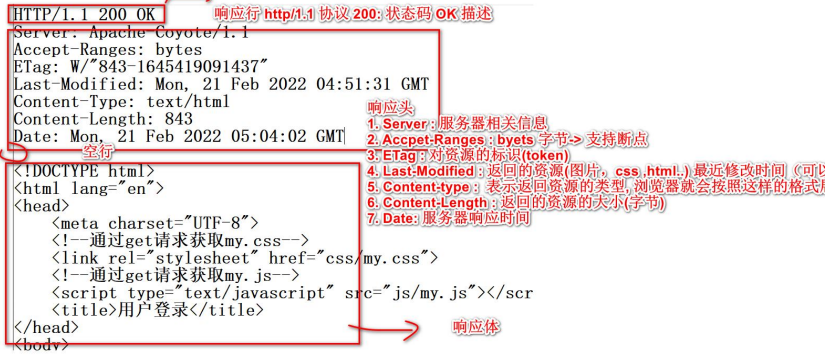 HTTP/1.1 200 OK
响应行 http/1.1 协议 200: 状态码 OK 描述
Server: Apache-Coyote/1.1
Accept-Ranges: bytes
ETag: W/"843-1645419091437"
Last-Modified: Mon, 21 Feb 2022 04:51:31 GMT
Content-Type: text/html
Content-Length: 843
Date: Mon, 21 Feb 2022 05:04:02 GMT
响应头
1. Server : 服务器相关信息
2. Accpet-Ranges : byets 字节-> 支持断点
3. ETag : 对资源的标识(token)
4. Last-Modified : 返回的资源(图片, css ,html..) 最近修改时间（可以
5. Content-type : 表示返回资源的类型, 浏览器就会按照这样的格式
6. Content-Length : 返回的资源的大小(字节)
7. Date: 服务器响应时间
空行
<!DOCTYPE html>
<html lang="en">
<head>
    <meta charset="UTF-8">
    <!--通过get请求获取my.css-->
    <link rel="stylesheet" href="css/my.css">
    <!--通过get请求获取my.js-->
    <script type="text/javascript" src="js/my.js"></scr
    <title>用户登录</title>
</head>
<body>
响应体